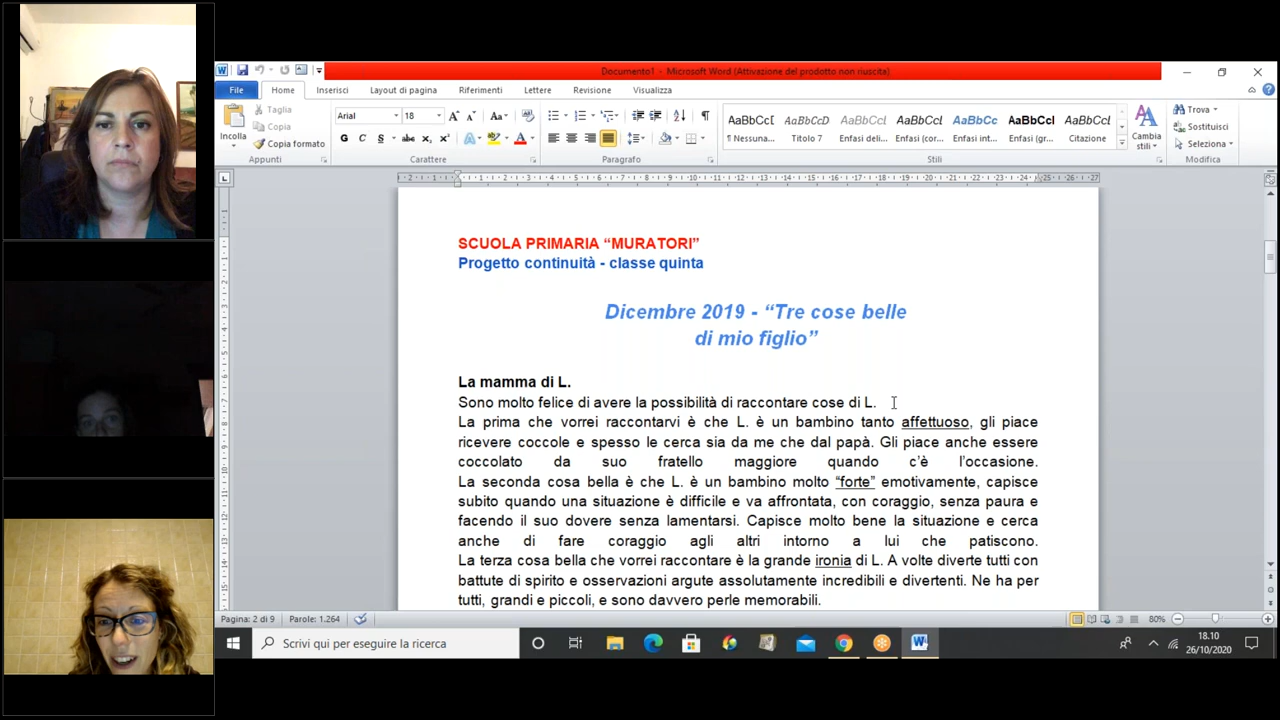 Documento1 - Microsoft Word (Attivazione del prodotto non riuscita)
File Home Inserisci Layout di pagina Riferimenti Lettere Revisione Visualizza
Incolla
Taglia
Copia
Copia formato
Appunti
Arial 18
G C S abc x₂ x²
Carattere
Paragrafo
AaBbCcI AaBbCcD AaBbCcL AaBbCcL AaBbCc AaBbCc AaBbCcL
¶ Nessuna... Titolo 7 Enfasi deli... Enfasi (cor... Enfasi int... Enfasi (gr... Citazione
Stili
Cambia
stili
Trova
Sostituisci
Seleziona
Modifica
SCUOLA PRIMARIA “MURATORI”
Progetto continuità - classe quinta
Dicembre 2019 - “Tre cose belle
di mio figlio”
La mamma di L.
Sono molto felice di avere la possibilità di raccontare cose di L.
La prima che vorrei raccontarvi è che L. è un bambino tanto affettuoso, gli piace
ricevere coccole e spesso le cerca sia da me che dal papà. Gli piace anche essere
coccolato da suo fratello maggiore quando c’è l’occasione.
La seconda cosa bella è che L. è un bambino molto “forte” emotivamente, capisce
subito quando una situazione è difficile e va affrontata, con coraggio, senza paura e
facendo il suo dovere senza lamentarsi. Capisce molto bene la situazione e cerca
anche di fare coraggio agli altri intorno a lui che patiscono.
La terza cosa bella che vorrei raccontare è la grande ironia di L. A volte diverte tutti con
battute di spirito e osservazioni argute assolutamente incredibili e divertenti. Ne ha per
tutti, grandi e piccoli, e sono davvero perle memorabili.
Pagina: 2 di 9 Parole: 1.264 80%
Scrivi qui per eseguire la ricerca
18.10
26/10/2020